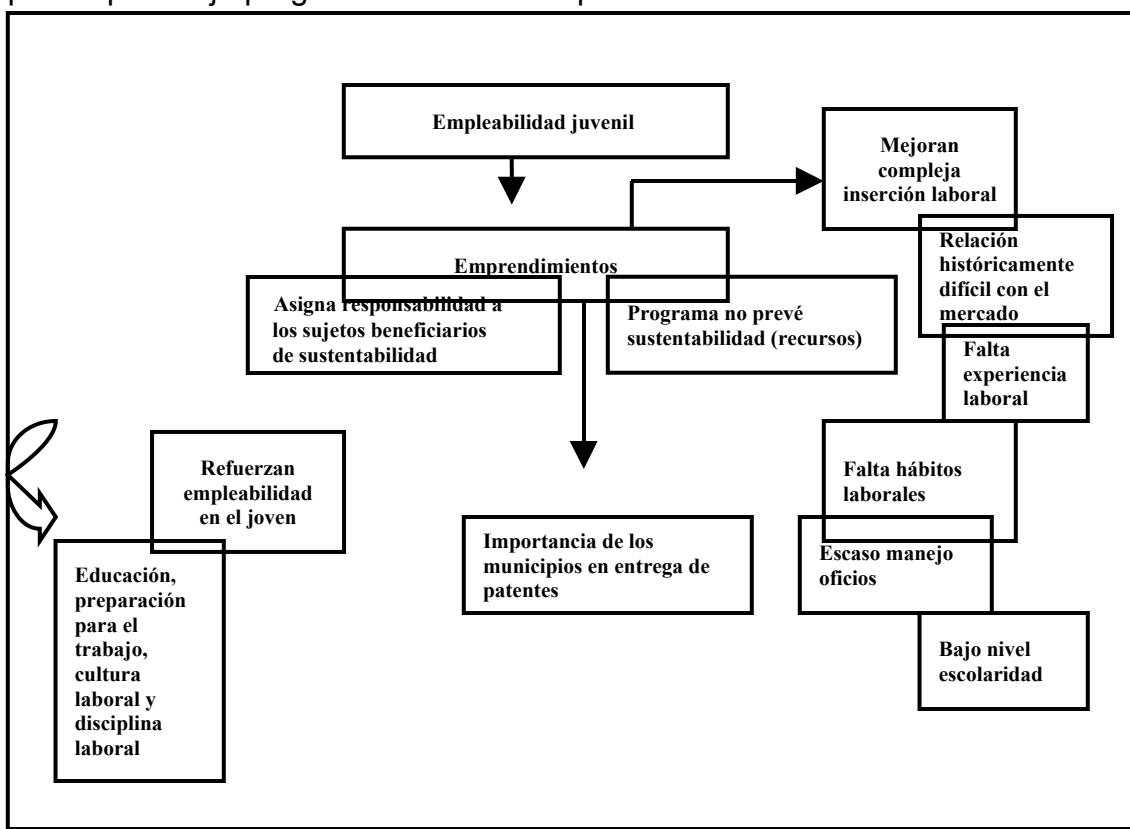 Empleabilidad juvenil
Mejoran
compleja
inserción laboral
Relación
históricamente
difícil con el
mercado
Emprendimientos
Asigna responsabilidad a
los sujetos beneficiarios
de sustentabilidad
Programa no prevé
sustentabilidad (recursos)
Falta
experiencia
laboral
Refuerzan
empleabilidad
en el joven
Falta hábitos
laborales
Importancia de los
municipios en entrega de
patentes
Escaso manejo
oficios
Educación,
preparación
para el
trabajo,
cultura
laboral y
disciplina
laboral
Bajo nivel
escolaridad